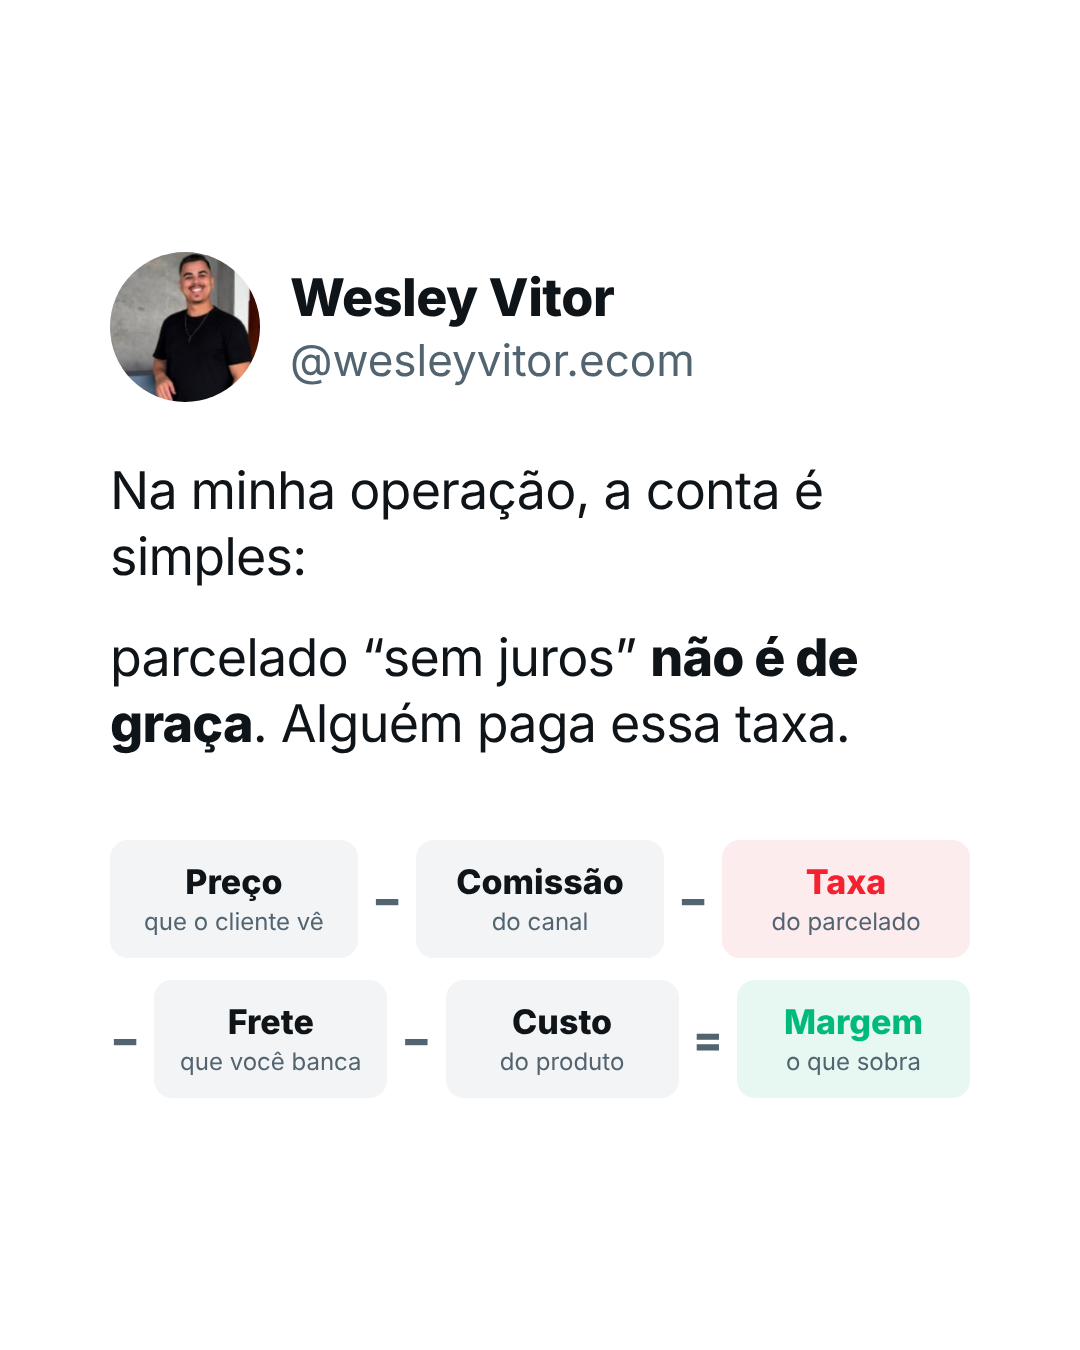 Wesley Vitor
@wesleyvitor.ecom
Na minha operação, a conta é
simples:
parcelado “sem juros” não é de
graça. Alguém paga essa taxa.
Preço – Comissão – Taxa
que o cliente vê do canal do parcelado
– Frete – Custo = Margem
que você banca do produto o que sobra